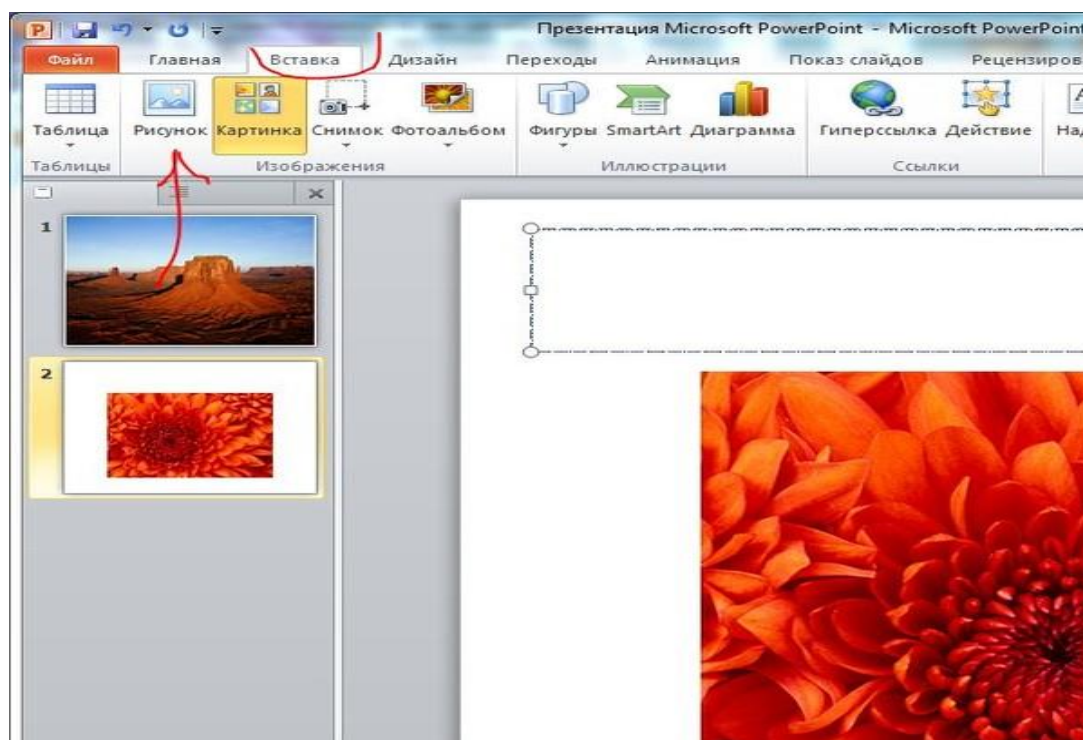 Презентация Microsoft PowerPoint - Microsoft PowerPoint
Файл Главная Вставка Дизайн Переходы Анимация Показ слайдов
Таблица Рисунок Картинка Снимок Фотоальбом Фигуры SmartArt Диаграмма Гиперссылка Действие
Таблицы Изображения Иллюстрации Ссылки
1
2